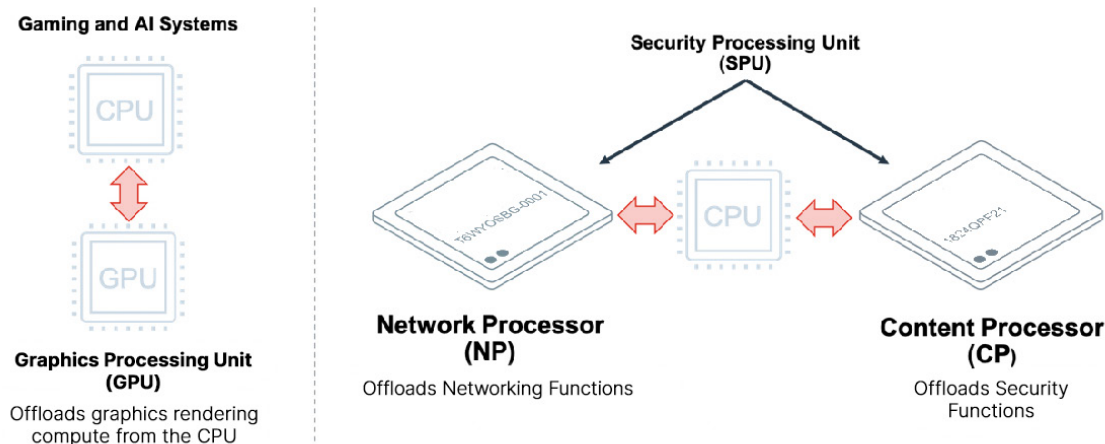 Gaming and AI Systems
CPU
GPU
Graphics Processing Unit
(GPU)
Offloads graphics rendering
compute from the CPU
Security Processing Unit
(SPU)
CPU
Network Processor
(NP)
Offloads Networking Functions
Content Processor
(CP)
Offloads Security
Functions